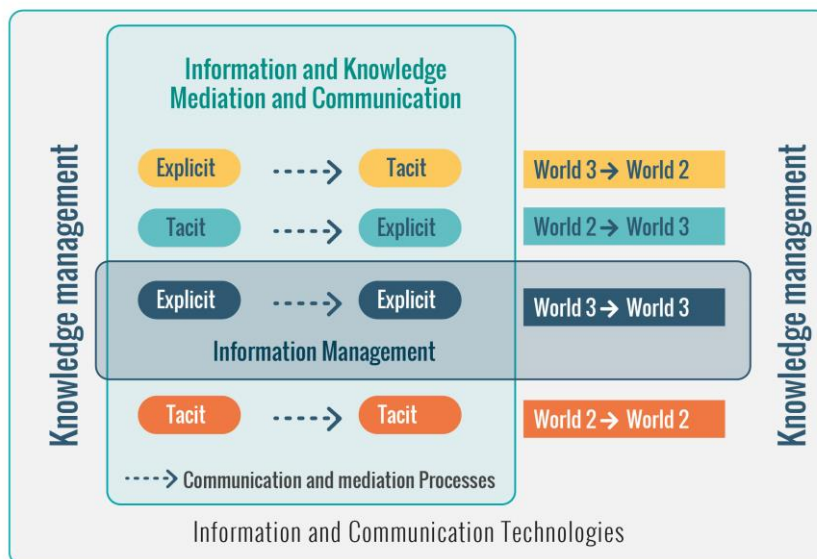 Knowledge management
Information and Knowledge
Mediation and Communication
Explicit Tacit World 3 → World 2
Tacit Explicit World 2 → World 3
Explicit Explicit World 3 → World 3
Information Management
Tacit Tacit World 2 → World 2
Communication and mediation Processes
Knowledge management
Information and Communication Technologies